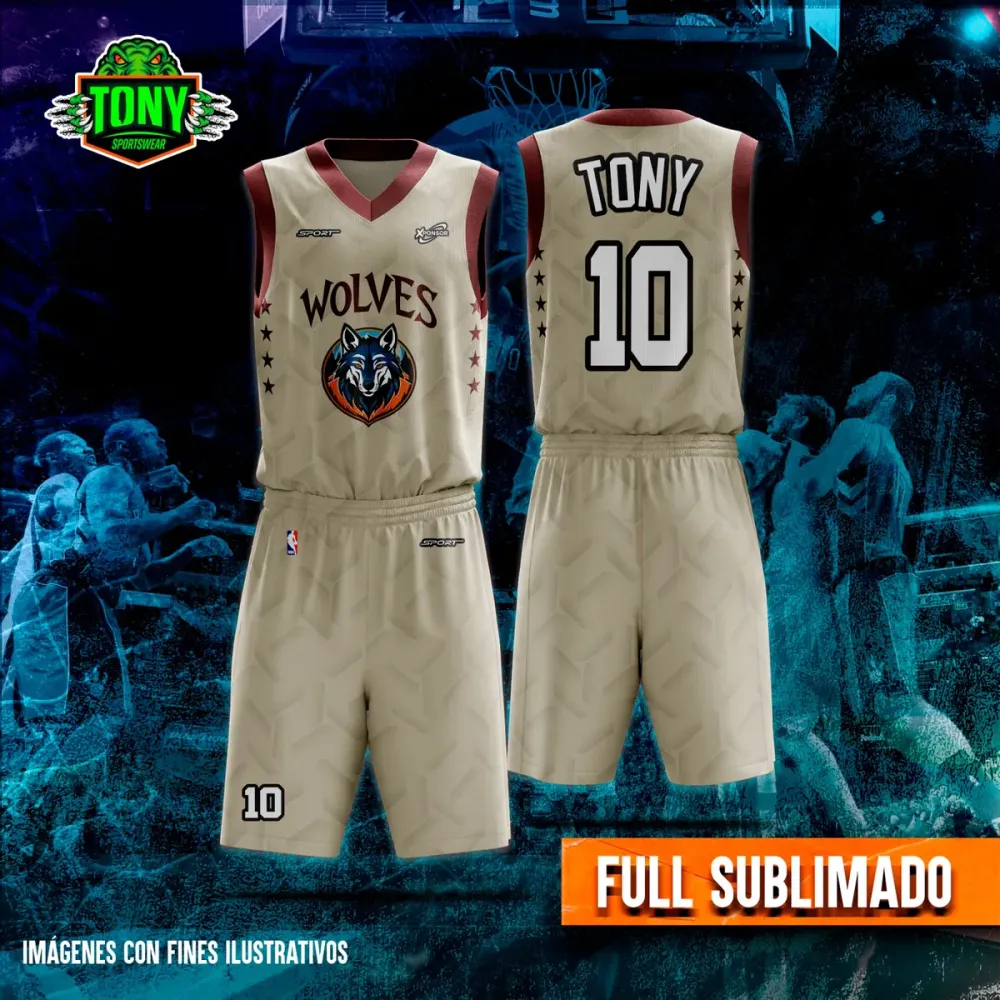 TONY
SPORTSWEAR
SPORT
XPONSOR
WOLVES
SPORT
10
TONY
10
FULL SUBLIMADO
IMÁGENES CON FINES ILUSTRATIVOS